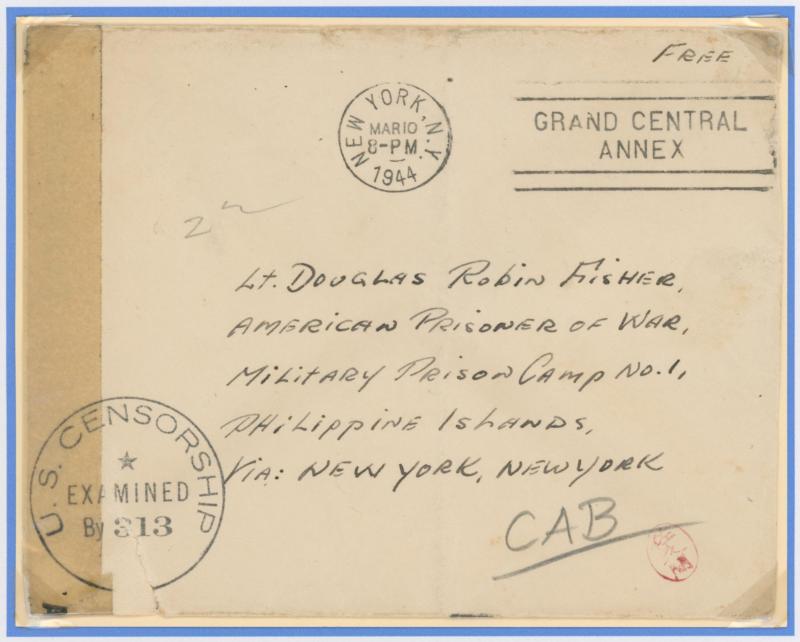 FREE
NEW YORK, N.Y.
MAR 10
8-PM
1944
GRAND CENTRAL
ANNEX
Lt. DOUGLAS ROBIN FISHER,
AMERICAN PRISONER OF WAR,
MILITARY PRISON CAMP NO. 1,
PHILIPPINE ISLANDS,
VIA: NEW YORK, NEW YORK
U.S. CENSORSHIP
EXAMINED
By 313
CAB